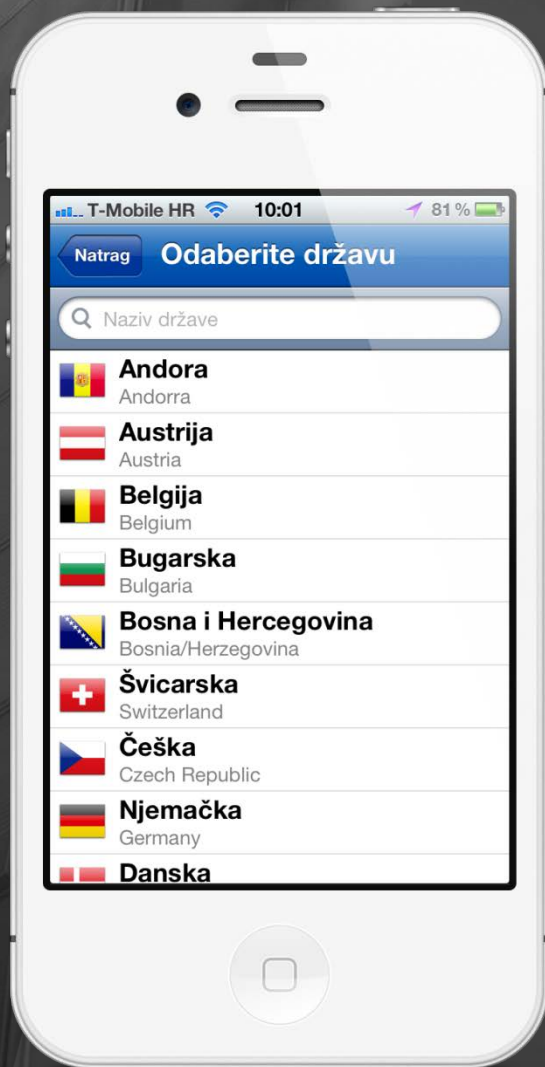 T-Mobile HR 10:01 81 %
Natrag Odaberite državu
Naziv države
Andora
Andorra
Austrija
Austria
Belgija
Belgium
Bugarska
Bulgaria
Bosna i Hercegovina
Bosnia/Herzegovina
Švicarska
Switzerland
Češka
Czech Republic
Njemačka
Germany
Danska